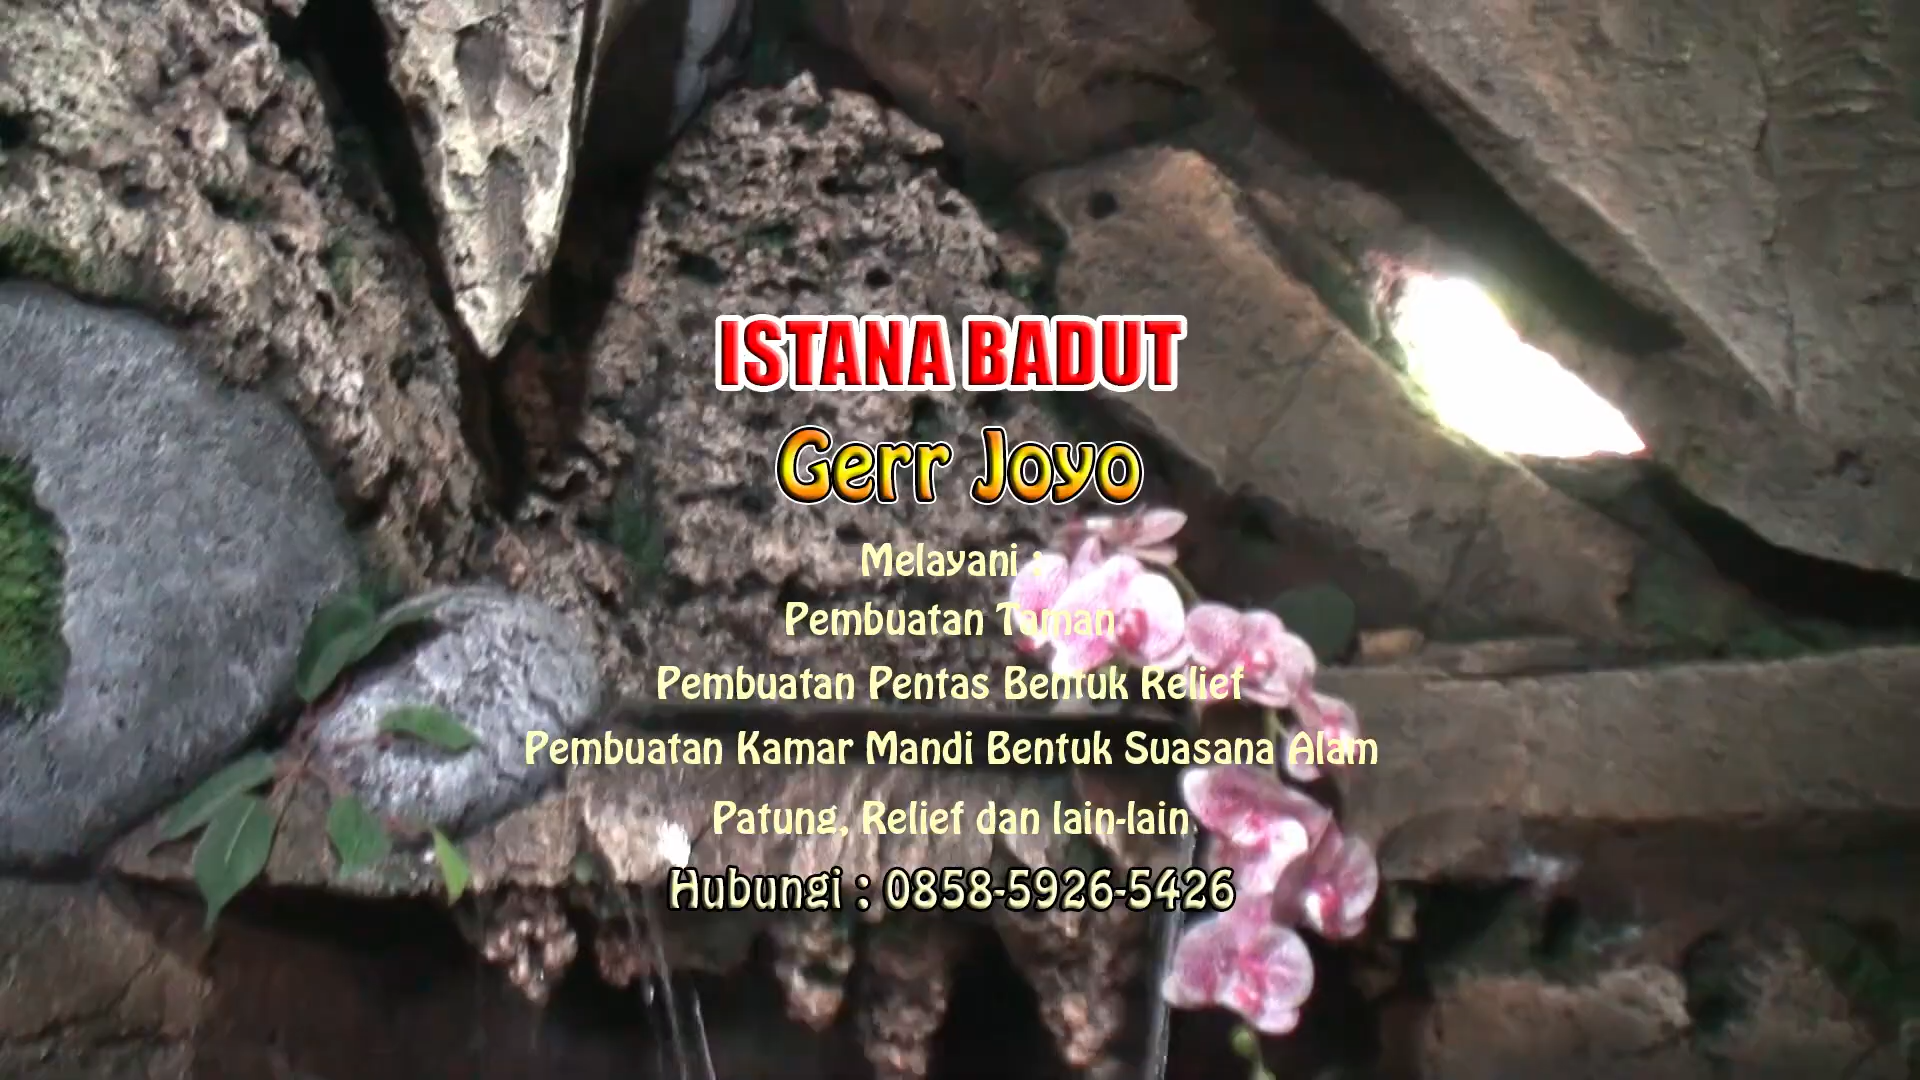 ISTANA BADUT
Gerr Joyo
Melayani :
Pembuatan Taman
Pembuatan Pentas Bentuk Relief
Pembuatan Kamar Mandi Bentuk Suasana Alam
Patung, Relief dan lain-lain
Hubungi : 0858-5926-5426